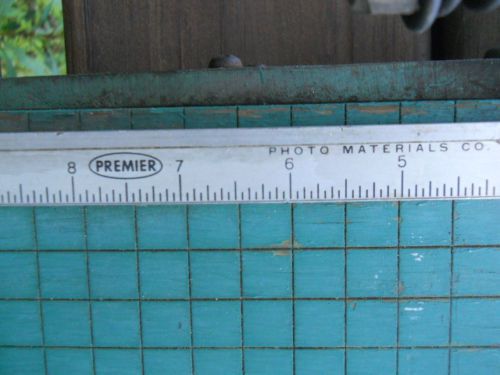 PHOTO MATERIALS CO.
8 PREMIER 7 6 5